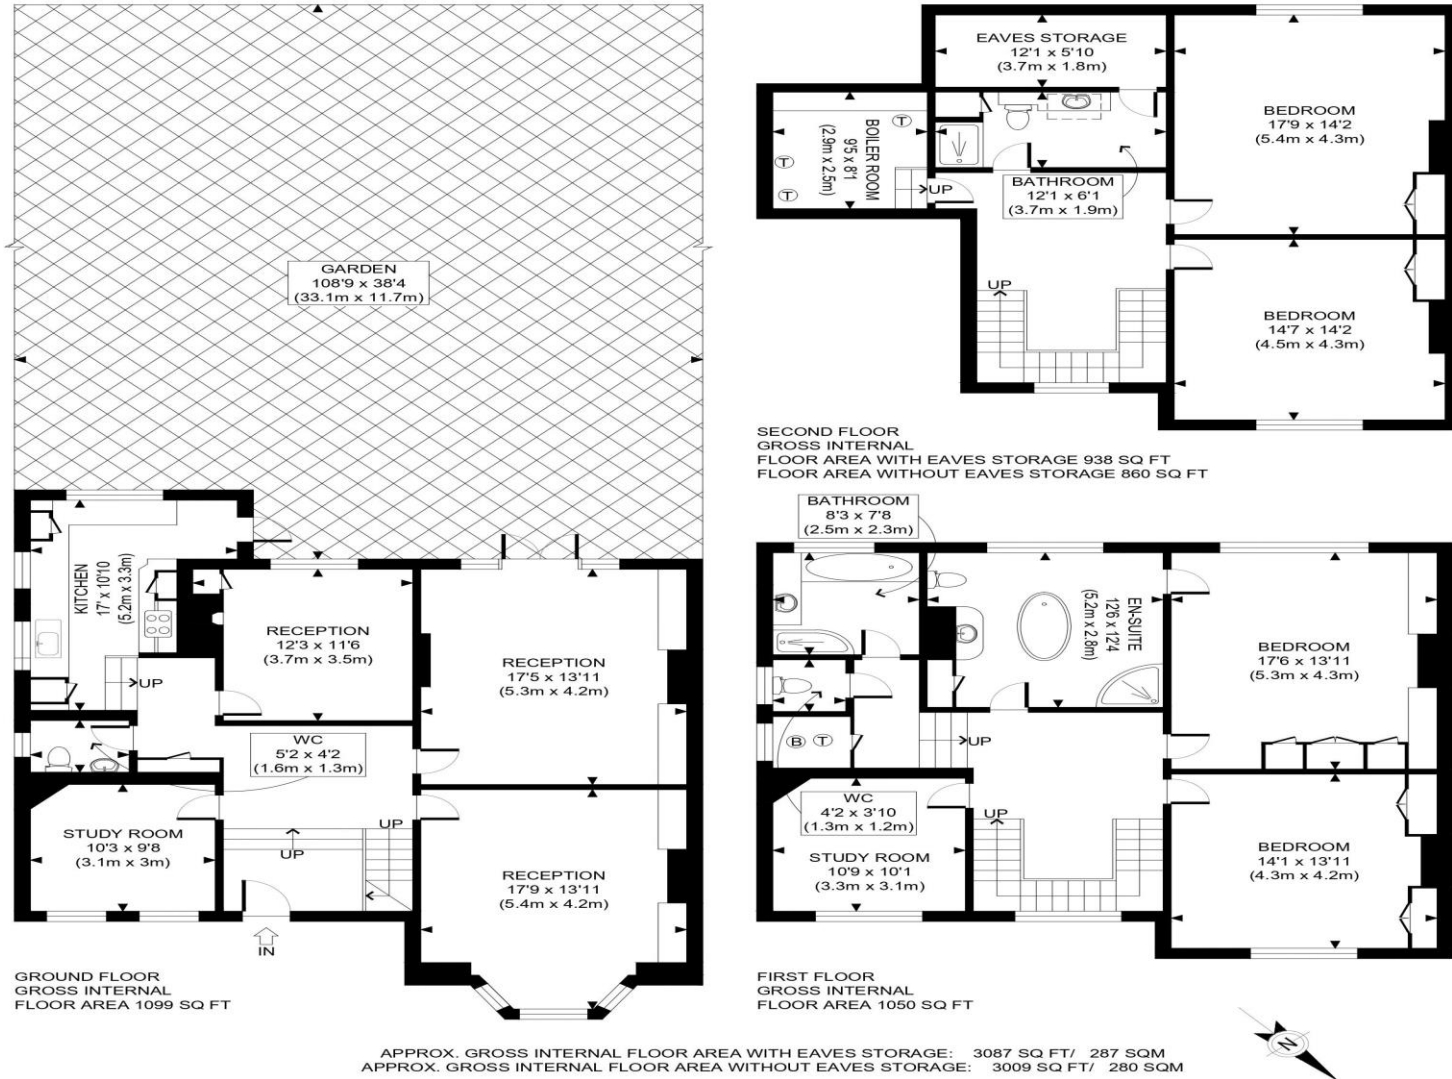 GARDEN
108'9 x 38'4
(33.1m x 11.7m)
KITCHEN
17' x 10'10
(5.2m x 3.3m)
UP
RECEPTION
12'3 x 11'6
(3.7m x 3.5m)
RECEPTION
17'5 x 13'11
(5.3m x 4.2m)
WC
5'2 x 4'2
(1.6m x 1.3m)
STUDY ROOM
10'3 x 9'8
(3.1m x 3m)
UP
UP
RECEPTION
17'9 x 13'11
(5.4m x 4.2m)
IN
GROUND FLOOR
GROSS INTERNAL
FLOOR AREA 1099 SQ FT
EAVES STORAGE
12'1 x 5'10
(3.7m x 1.8m)
BOILER ROOM
9'5 x 8'1
(2.9m x 2.5m)
T
T
T
UP
BATHROOM
12'1 x 6'1
(3.7m x 1.9m)
BEDROOM
17'9 x 14'2
(5.4m x 4.3m)
UP
BEDROOM
14'7 x 14'2
(4.5m x 4.3m)
SECOND FLOOR
GROSS INTERNAL
FLOOR AREA WITH EAVES STORAGE 938 SQ FT
FLOOR AREA WITHOUT EAVES STORAGE 860 SQ FT
BATHROOM
8'3 x 7'8
(2.5m x 2.3m)
EN-SUITE
12'6 x 12'4
(5.2m x 2.8m)
BEDROOM
17'6 x 13'11
(5.3m x 4.3m)
B T
UP
WC
4'2 x 3'10
(1.3m x 1.2m)
STUDY ROOM
10'9 x 10'1
(3.3m x 3.1m)
UP
BEDROOM
14'1 x 13'11
(4.3m x 4.2m)
FIRST FLOOR
GROSS INTERNAL
FLOOR AREA 1050 SQ FT
N
APPROX. GROSS INTERNAL FLOOR AREA WITH EAVES STORAGE: 3087 SQ FT/ 287 SQM
APPROX. GROSS INTERNAL FLOOR AREA WITHOUT EAVES STORAGE: 3009 SQ FT/ 280 SQM